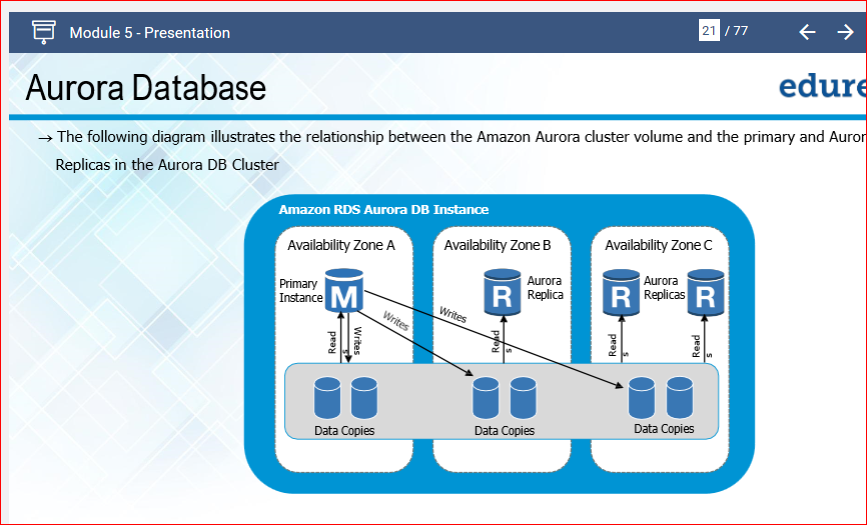 Module 5 - Presentation
21 / 77
Aurora Database
edure
→ The following diagram illustrates the relationship between the Amazon Aurora cluster volume and the primary and Auror
Replicas in the Aurora DB Cluster
Amazon RDS Aurora DB Instance
Availability Zone A
Availability Zone B
Availability Zone C
Primary
Instance
M
R
Aurora
Replica
R
Aurora
Replicas
R
Read
s
Writes
Writes
Writes
Read
s
Read
s
Read
s
Data Copies
Data Copies
Data Copies